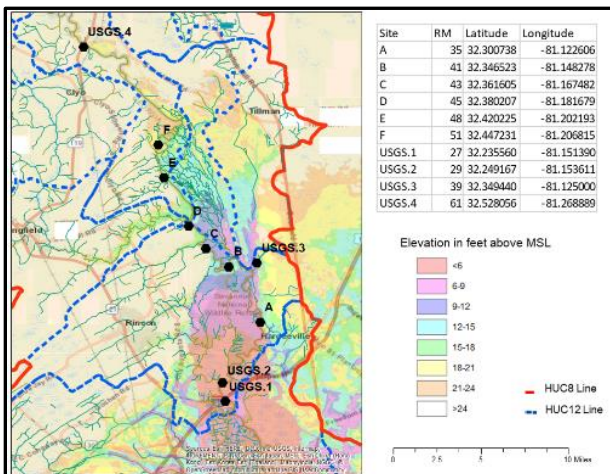 USGS.4
Clyo
Tillman
119
F
E
D
C
B
USGS.3
A
Rincon
Hardeeville
USGS.2
USGS.1
Site RM Latitude Longitude
A 35 32.300738 -81.122606
B 41 32.346523 -81.148278
C 43 32.361605 -81.167482
D 45 32.380207 -81.181679
E 48 32.420225 -81.202193
F 51 32.447231 -81.206815
USGS.1 27 32.235560 -81.151390
USGS.2 29 32.249167 -81.153611
USGS.3 39 32.349440 -81.125000
USGS.4 61 32.528056 -81.268889
Elevation in feet above MSL
<6
6-9
9-12
12-15
15-18
18-21
21-24
>24
HUC8 Line
HUC12 Line
0 5 10
Miles